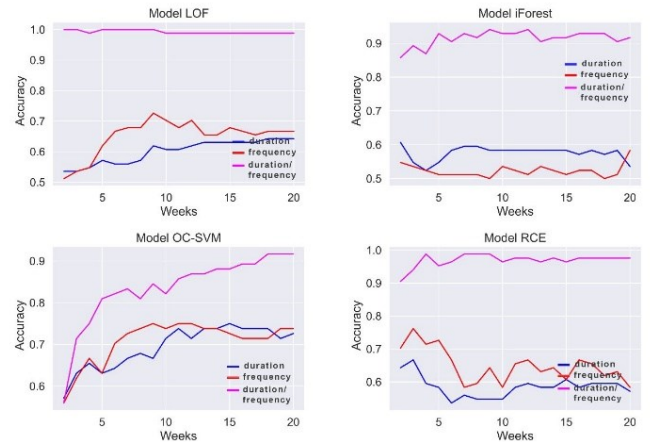 Model LOF
Accuracy
1.0
0.9
0.8
0.7
0.6
0.5
duration
frequency
duration/
frequency
5 10 15 20
Weeks
Model iForest
Accuracy
0.9
0.8
0.7
0.6
0.5
duration
frequency
duration/
frequency
5 10 15 20
Weeks
Model OC-SVM
Accuracy
0.9
0.8
0.7
0.6
duration
frequency
duration/
frequency
5 10 15 20
Weeks
Model RCE
Accuracy
1.0
0.9
0.8
0.7
0.6
duration
frequency
duration/
frequency
5 10 15 20
Weeks